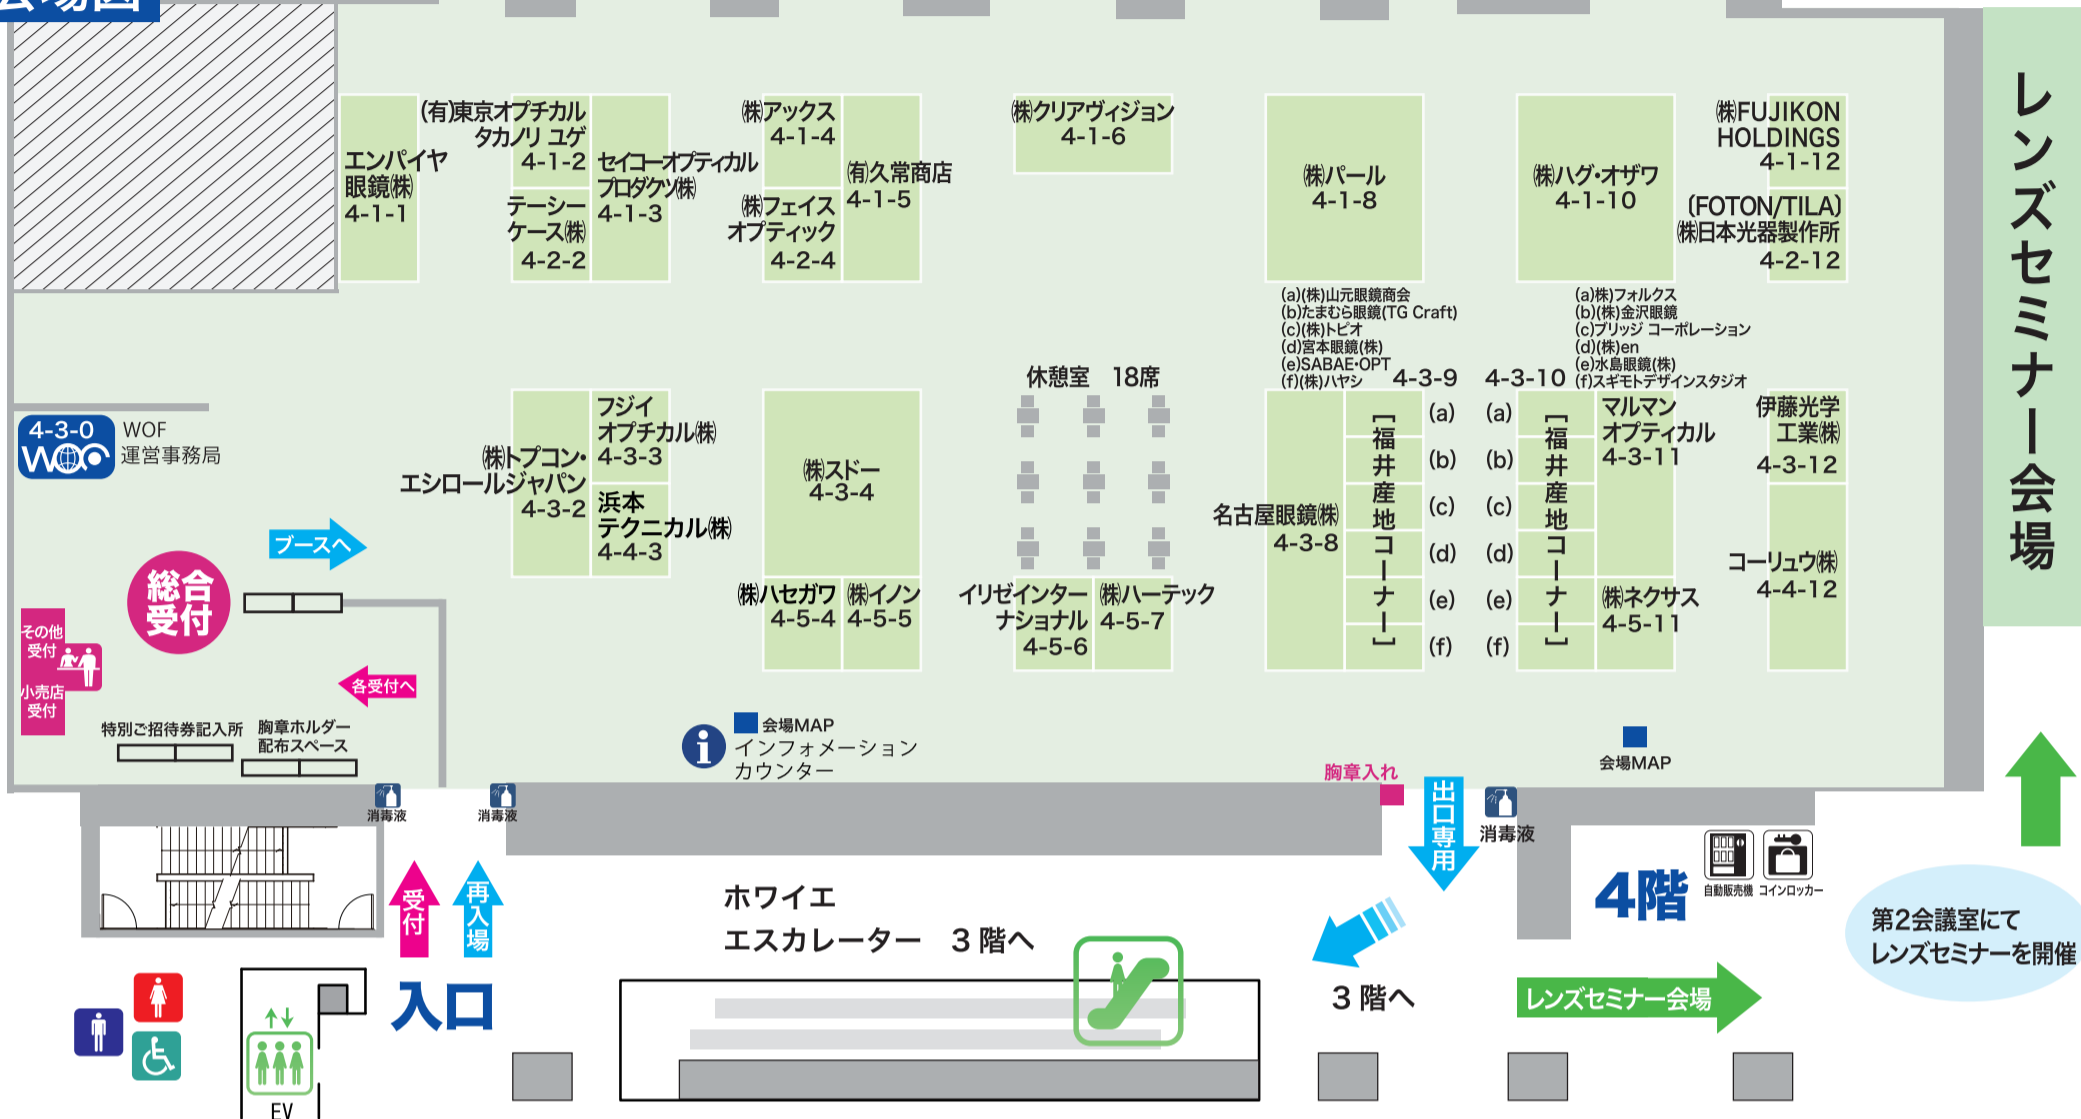 会場図
エンパイヤ
眼鏡㈱
4-1-1
(有)東京オプチカル
タカノリ ユゲ
4-1-2
テーシー
ケース㈱
4-2-2
セイコーオプティカル
プロダクツ㈱
4-1-3
㈱アックス
4-1-4
㈱フェイス
オプティック
4-2-4
㈲久常商店
4-1-5
㈱クリアヴィジョン
4-1-6
㈱パール
4-1-8
㈱ハグ・オザワ
4-1-10
㈱FUJIKON
HOLDINGS
4-1-12
〔FOTON/TILA〕
㈱日本光器製作所
4-2-12
レンズセミナー会場
(a)(株)山元眼鏡商会
(b)たまむら眼鏡(TG Craft)
(c)(株)トピオ
(d)宮本眼鏡(株)
(e)SABAE・OPT
(f)(株)ハヤシ
4-3-9
4-3-10
(a)株)フォルクス
(b)(株)金沢眼鏡
(c)ブリッジ コーポレーション
(d)(株)en
(e)水島眼鏡(株)
(f)スギモトデザインスタジオ
4-3-0
WOF
WOF
運営事務局
㈱トプコン・
エシロールジャパン
4-3-2
フジイ
オプチカル㈱
4-3-3
浜本
テクニカル㈱
4-4-3
㈱スドー
4-3-4
㈱ハセガワ
4-5-4
㈱イノン
4-5-5
休憩室 18席
イリゼインター
ナショナル
4-5-6
㈱ハーテック
4-5-7
名古屋眼鏡㈱
4-3-8
[福井産地コーナー]
(a)
(b)
(c)
(d)
(e)
(f)
(a)
(b)
(c)
(d)
(e)
(f)
[福井産地コーナー]
マルマン
オプティカル
4-3-11
㈱ネクサス
4-5-11
伊藤光学
工業㈱
4-3-12
コーリュウ㈱
4-4-12
ブースへ
総合
受付
その他
受付
小売店
受付
各受付へ
特別ご招待券記入所
胸章ホルダー
配布スペース
会場MAP
インフォメーション
カウンター
会場MAP
胸章入れ
消毒液
消毒液
出口専用
消毒液
受付
再入場
入口
ホワイエ
エスカレーター 3階へ
3階へ
4階
自動販売機
コインロッカー
第2会議室にて
レンズセミナーを開催
レンズセミナー会場
EV